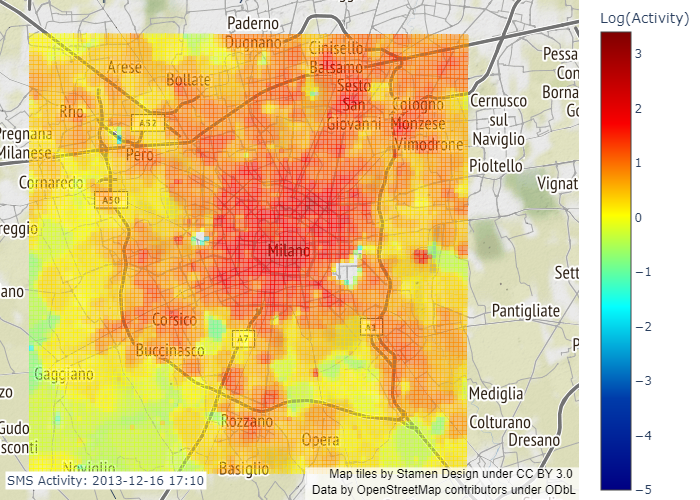 Paderno
Dugnano
Cinisello
Balsamo
Arese
Bollate
Sesto
San
Giovanni
Rho
Cologno
Monzese
Vimodrone
A52
Pero
Pregnana
Milanese
Cornaredo
A50
reggio
ano
Milano
Corsico
Buccinasco
A7
A1
Gaggiano
zo
Gudo
sconti
Rozzano
Opera
Noviglio
Basiglio
Pessa
Con
Borna
Go
Cernusco
sul
Naviglio
Pioltello
Vignat
Sett
Pantigliate
P
Mediglia
Colturano
Dresano
SMS Activity: 2013-12-16 17:10
Map tiles by Stamen Design under CC BY 3.0
Data by OpenStreetMap contributors under ODbL
Log(Activity)
3
2
1
0
−1
−2
−3
−4
−5